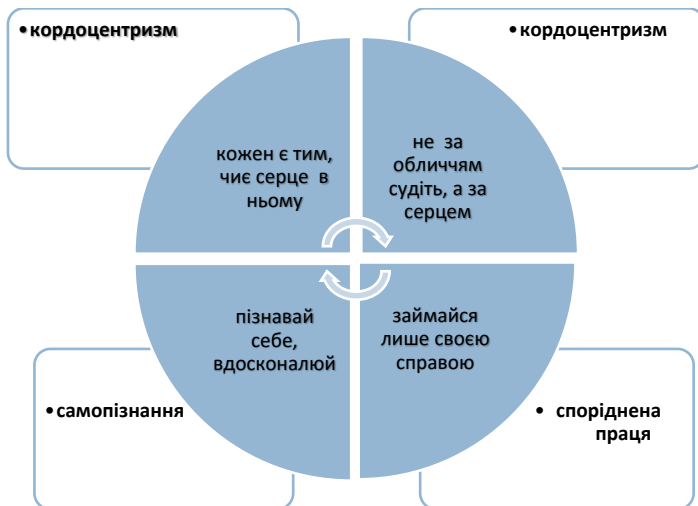 •кордоцентризм
•кордоцентризм
кожен є тим,
чиє серце в
ньому
не за
обличчям
судіть, а за
серцем
пізнавай
себе,
вдосконалюй
займайся
лише своєю
справою
•самопізнання
• споріднена
праця